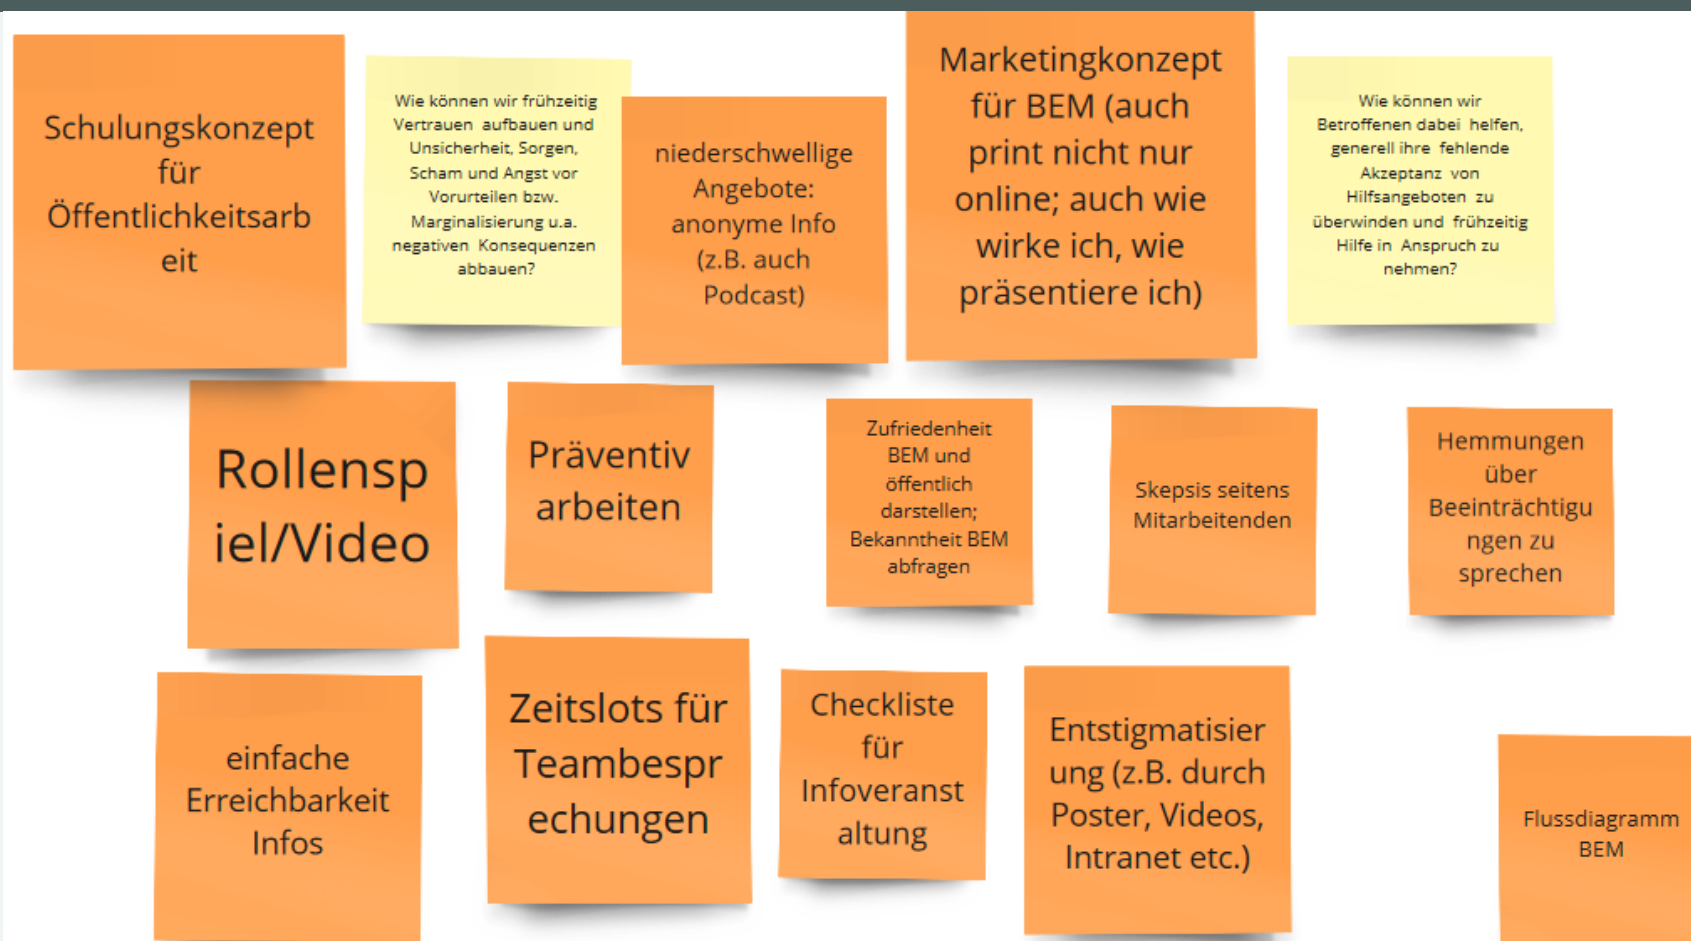 Schulungskonzept
für
Öffentlichkeitsarb
eit
Wie können wir frühzeitig
Vertrauen aufbauen und
Unsicherheit, Sorgen,
Scham und Angst vor
Vorurteilen bzw.
Marginalisierung u.a.
negativen Konsequenzen
abbauen?
niederschwellige
Angebote:
anonyme Info
(z.B. auch
Podcast)
Marketingkonzept
für BEM (auch
print nicht nur
online; auch wie
wirke ich, wie
präsentiere ich)
Wie können wir
Betroffenen dabei helfen,
generell ihre fehlende
Akzeptanz von
Hilfsangeboten zu
überwinden und frühzeitig
Hilfe in Anspruch zu
nehmen?
Rollensp
iel/Video
Präventiv
arbeiten
Zufriedenheit
BEM und
öffentlich
darstellen;
Bekanntheit BEM
abfragen
Skepsis seitens
Mitarbeitenden
Hemmungen
über
Beeinträchtigu
ngen zu
sprechen
einfache
Erreichbarkeit
Infos
Zeitslots für
Teambespr
echungen
Checkliste
für
Infoveranst
altung
Entstigmatisier
ung (z.B. durch
Poster, Videos,
Intranet etc.)
Flussdiagramm
BEM